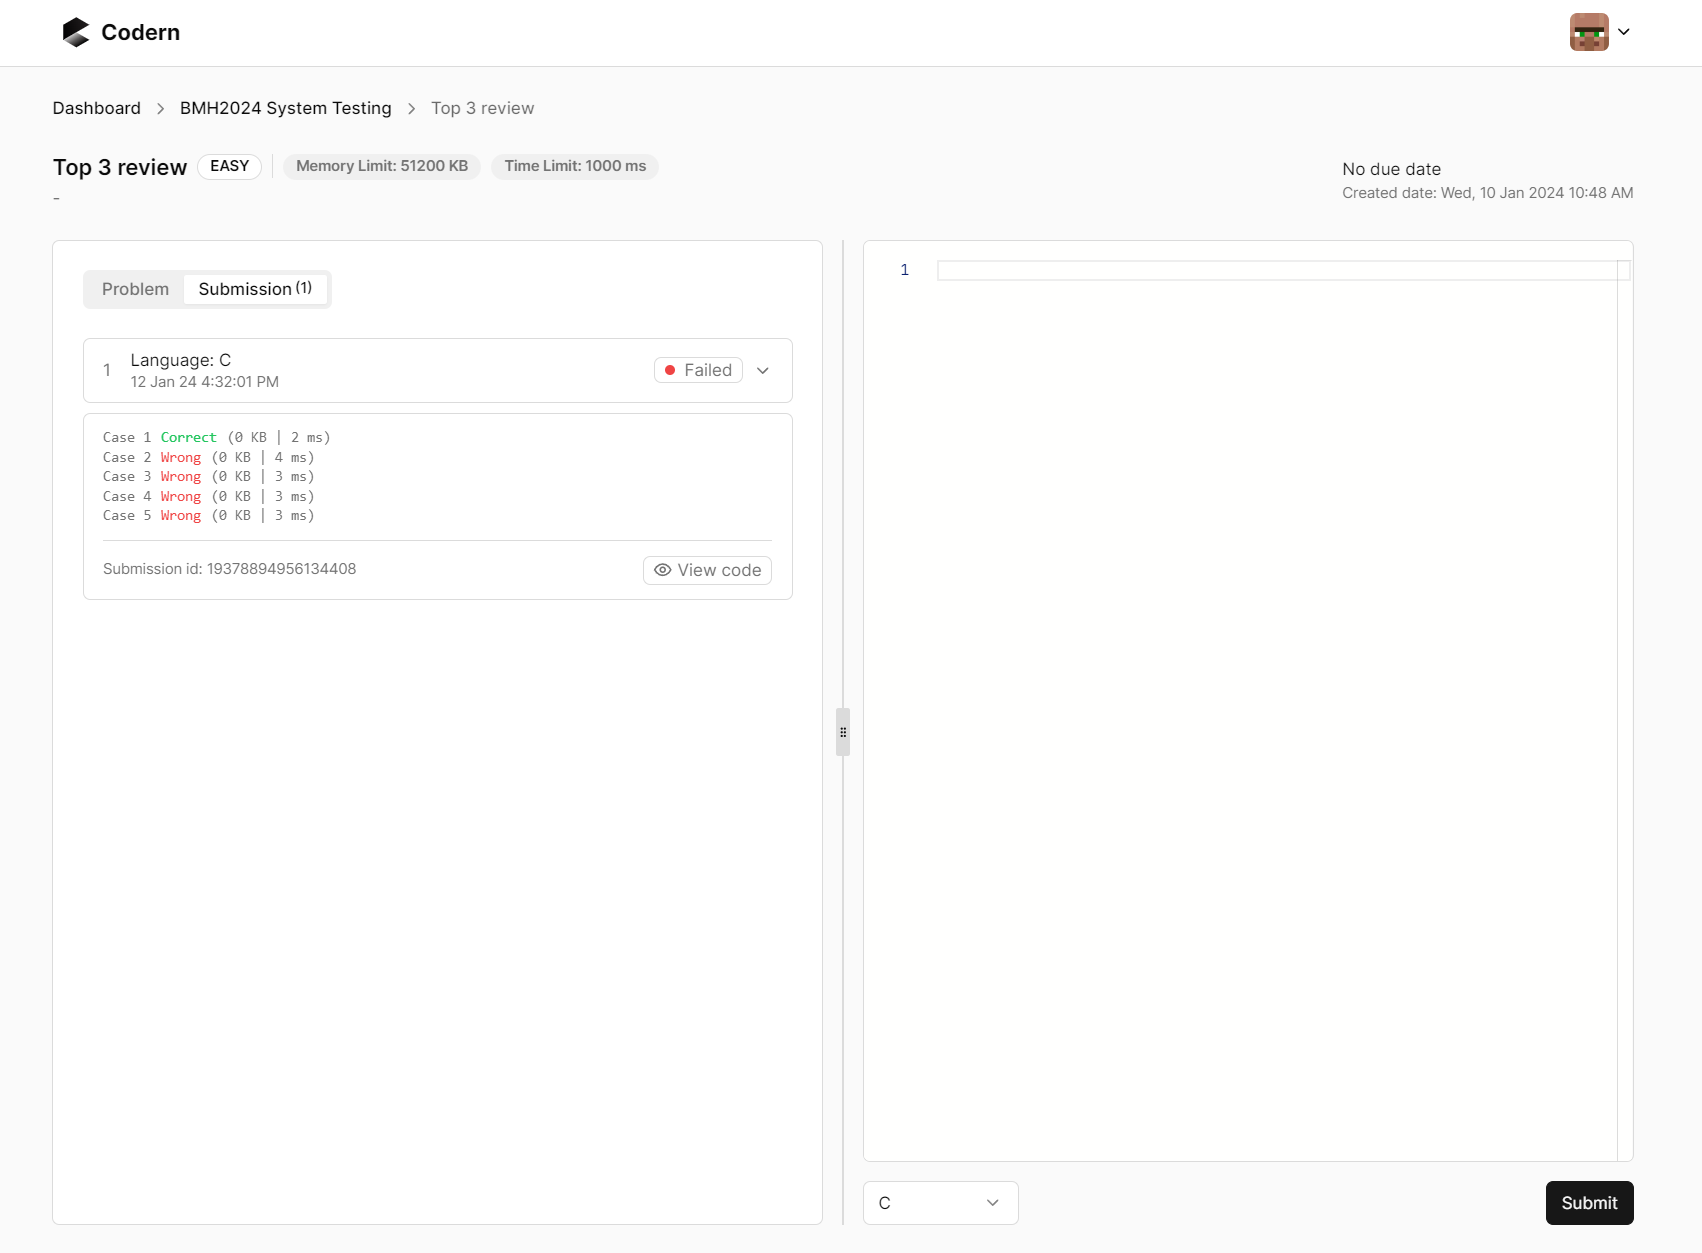 Codern
Dashboard > BMH2024 System Testing > Top 3 review
Top 3 review EASY Memory Limit: 51200 KB Time Limit: 1000 ms
-
No due date
Created date: Wed, 10 Jan 2024 10:48 AM
Problem Submission (1)
1 Language: C
12 Jan 24 4:32:01 PM
Failed
Case 1 Correct (0 KB | 2 ms)
Case 2 Wrong (0 KB | 4 ms)
Case 3 Wrong (0 KB | 3 ms)
Case 4 Wrong (0 KB | 3 ms)
Case 5 Wrong (0 KB | 3 ms)
Submission id: 19378894956134408
View code
1
C
Submit